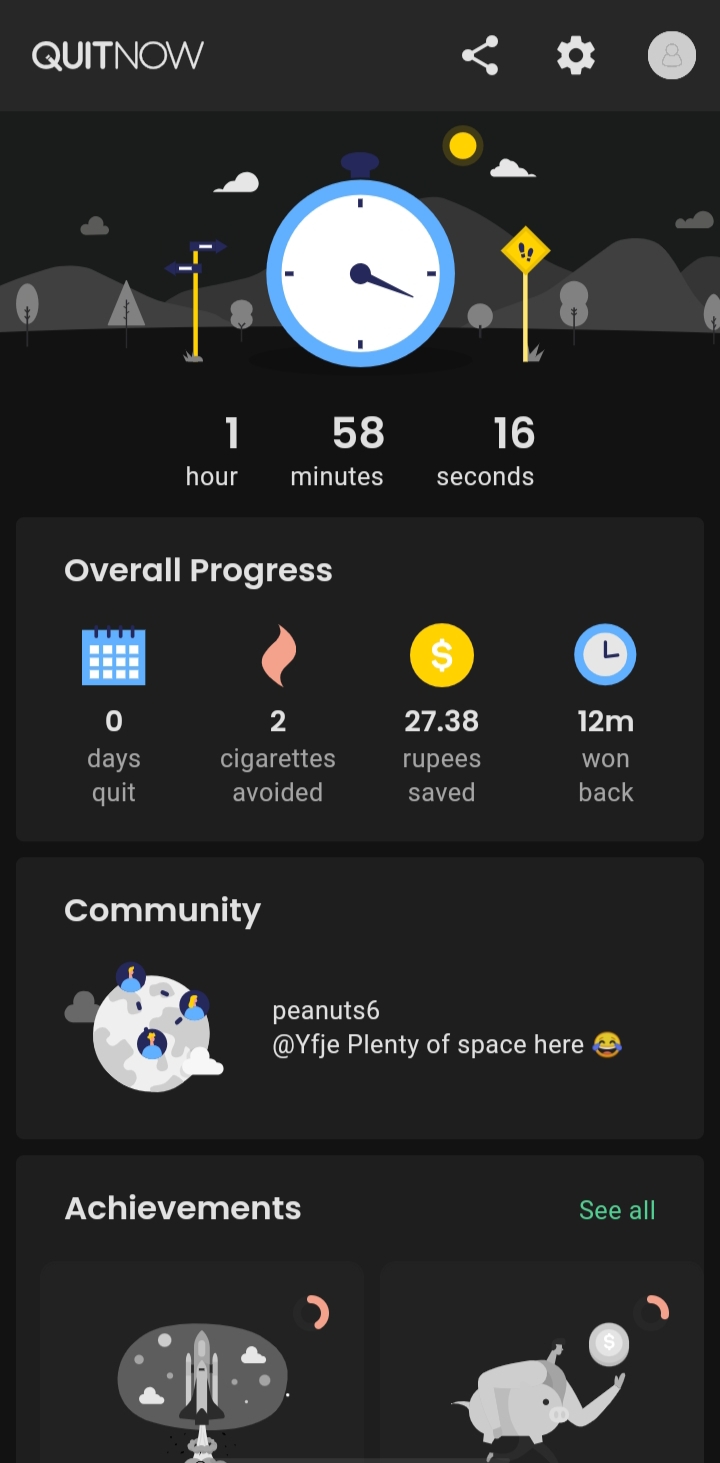 QUITNOW
1 58 16
hour minutes seconds
Overall Progress
$
0 2 27.38 12m
days cigarettes rupees won
quit avoided saved back
Community
peanuts6
@Yfje Plenty of space here 😂
Achievements See all
$